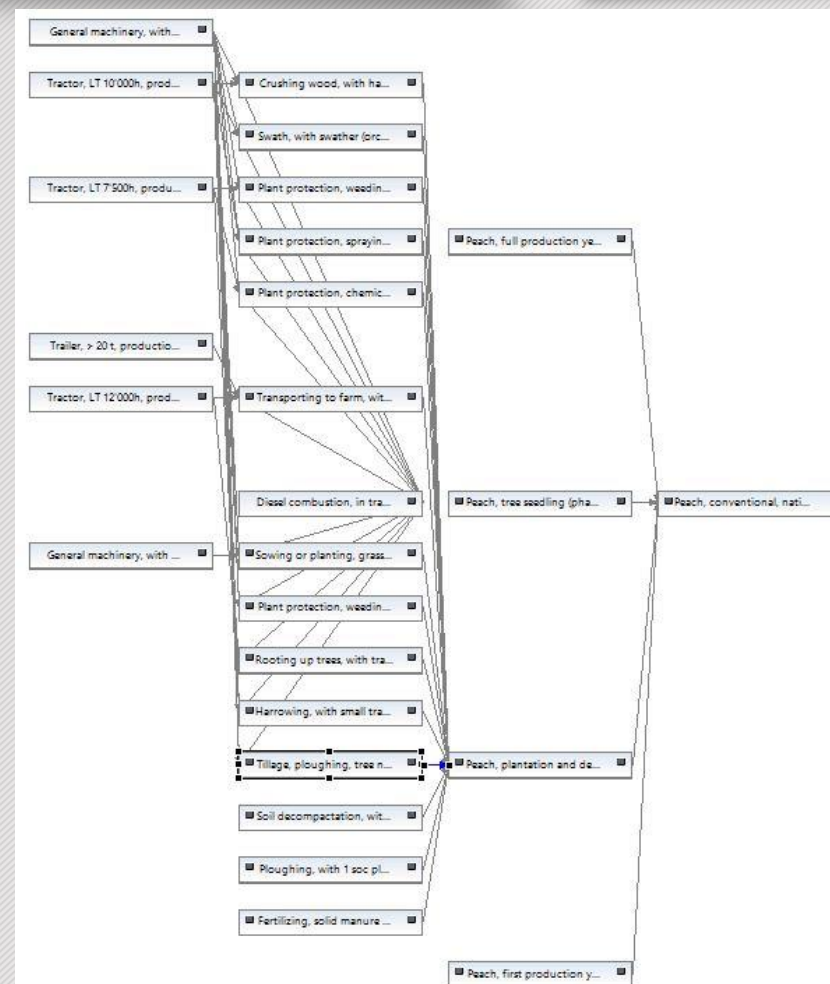 General machinery, with...
Tractor, LT 10'000h, prod...
Crushing wood, with ha...
Swath, with swather (orc...
Tractor, LT 7'500h, produ...
Plant protection, weedin...
Plant protection, sprayin...
Peach, full production ye...
Plant protection, chemic...
Trailer, > 20 t, productio...
Tractor, LT 12'000h, prod...
Transporting to farm, wit...
Diesel combustion, in tra...
Peach, tree seedling (pha...
Peach, conventional, nati...
General machinery, with ...
Sowing or planting, grass...
Plant protection, weedin...
Rooting up trees, with tra...
Harrowing, with small tra...
Tillage, ploughing, tree n...
Peach, plantation and de...
Soil decompactation, wit...
Ploughing, with 1 soc pl...
Fertilizing, solid manure ...
Peach, first production y...